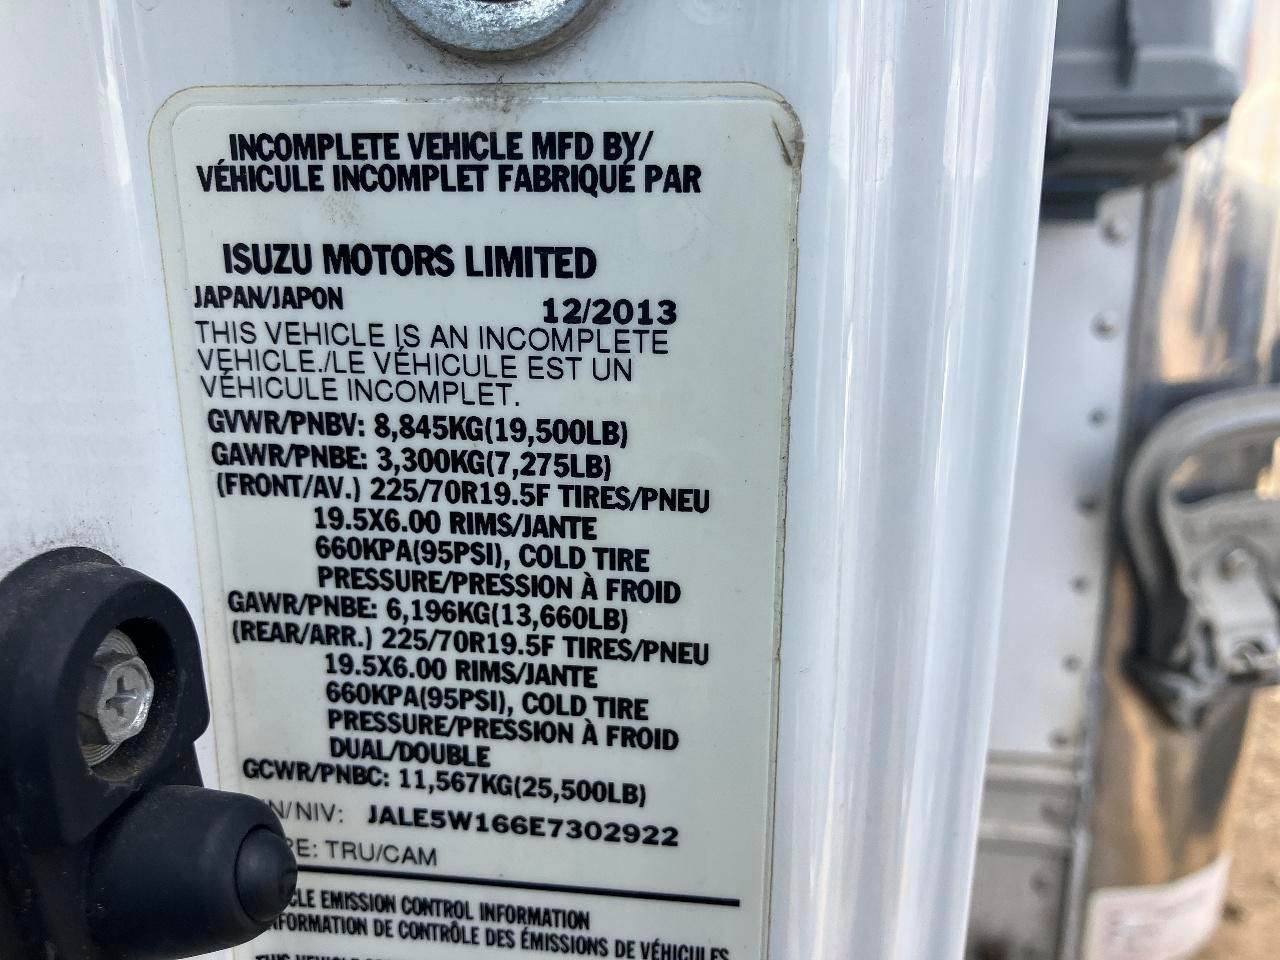 INCOMPLETE VEHICLE MFD BY/
VÉHICULE INCOMPLET FABRIQUÉ PAR
ISUZU MOTORS LIMITED
JAPAN/JAPON 12/2013
THIS VEHICLE IS AN INCOMPLETE
VEHICLE./LE VÉHICULE EST UN
VÉHICULE INCOMPLET.
GVWR/PNBV: 8,845KG(19,500LB)
GAWR/PNBE: 3,300KG(7,275LB)
(FRONT/AV.) 225/70R19.5F TIRES/PNEU
19.5X6.00 RIMS/JANTE
660KPA(95PSI), COLD TIRE
PRESSURE/PRESSION À FROID
GAWR/PNBE: 6,196KG(13,660LB)
(REAR/ARR.) 225/70R19.5F TIRES/PNEU
19.5X6.00 RIMS/JANTE
660KPA(95PSI), COLD TIRE
PRESSURE/PRESSION À FROID
DUAL/DOUBLE
GCWR/PNBC: 11,567KG(25,500LB)
N/NIV: JALE5W166E7302922
E: TRU/CAM
CLE EMISSION CONTROL INFORMATION
FORMATION DE CONTRÔLE DES ÉMISSIONS DE VÉHICULES